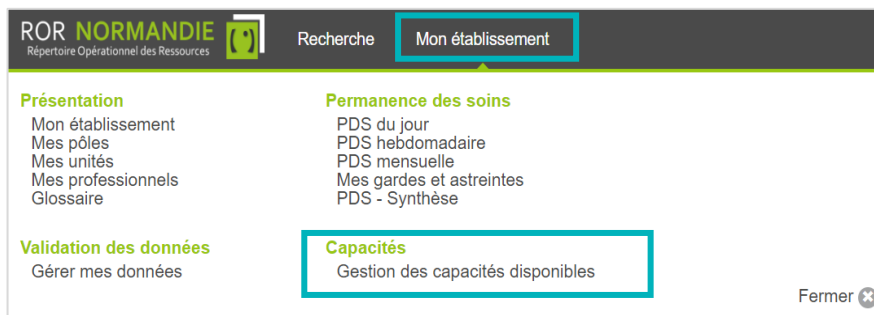 ROR NORMANDIE
Répertoire Opérationnel des Ressources
Recherche
Mon établissement
Présentation
Mon établissement
Mes pôles
Mes unités
Mes professionnels
Glossaire
Permanence des soins
PDS du jour
PDS hebdomadaire
PDS mensuelle
Mes gardes et astreintes
PDS - Synthèse
Validation des données
Gérer mes données
Capacités
Gestion des capacités disponibles
Fermer